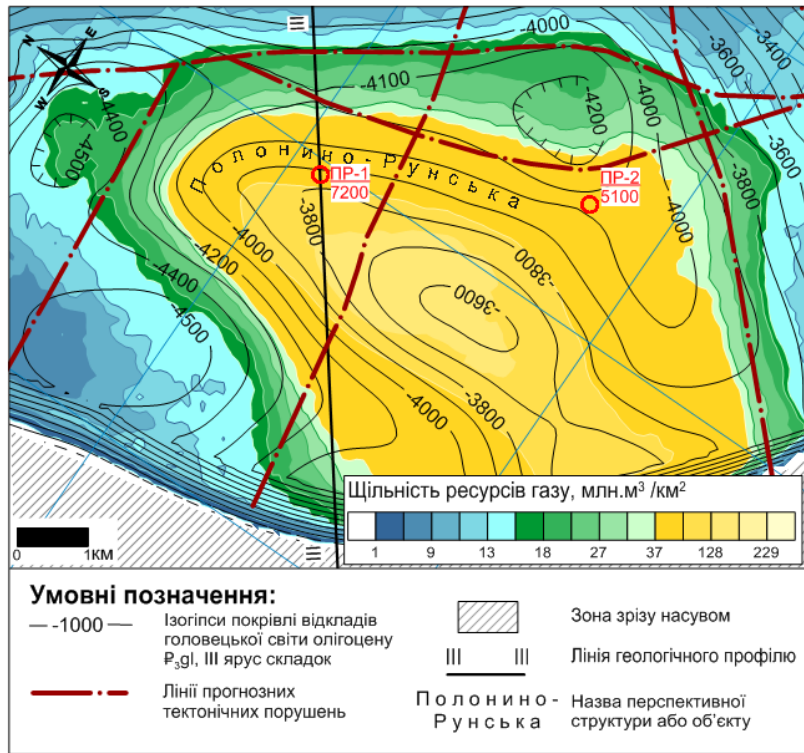 III
N
E
W
S
-4000
-3400
-3600
-4100
-4000
-4400
-4200
-3600
-4500
Полонино-Рунська
ПР-1
7200
ПР-2
5100
-3800
-3800
-4000
-4000
-4200
-3800
-4400
-3600
-4500
-3800
-4000
III
Щільність ресурсів газу, млн.м³ /км²
1 9 13 18 27 37 128 229
0 1км
Умовні позначення:
-1000
Ізогіпси покрівлі відкладів
головецької світи олігоцену
₽₃gl, III ярус складок
Лінії прогнозних
тектонічних порушень
Зона зрізу насувом
III III
Лінія геологічного профілю
Полонино-
Рунська
Назва перспективної
структури або об'єкту